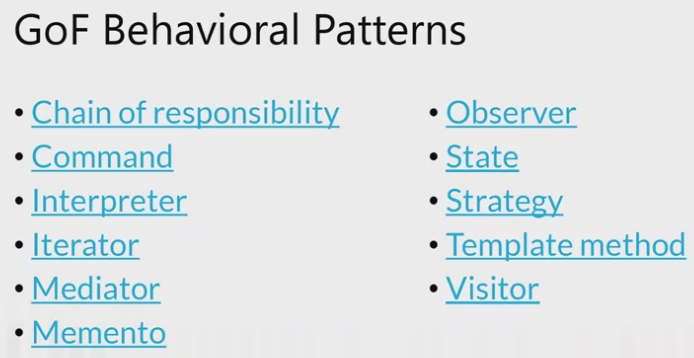 GoF Behavioral Patterns
• Chain of responsibility
• Command
• Interpreter
• Iterator
• Mediator
• Memento
• Observer
• State
• Strategy
• Template method
• Visitor